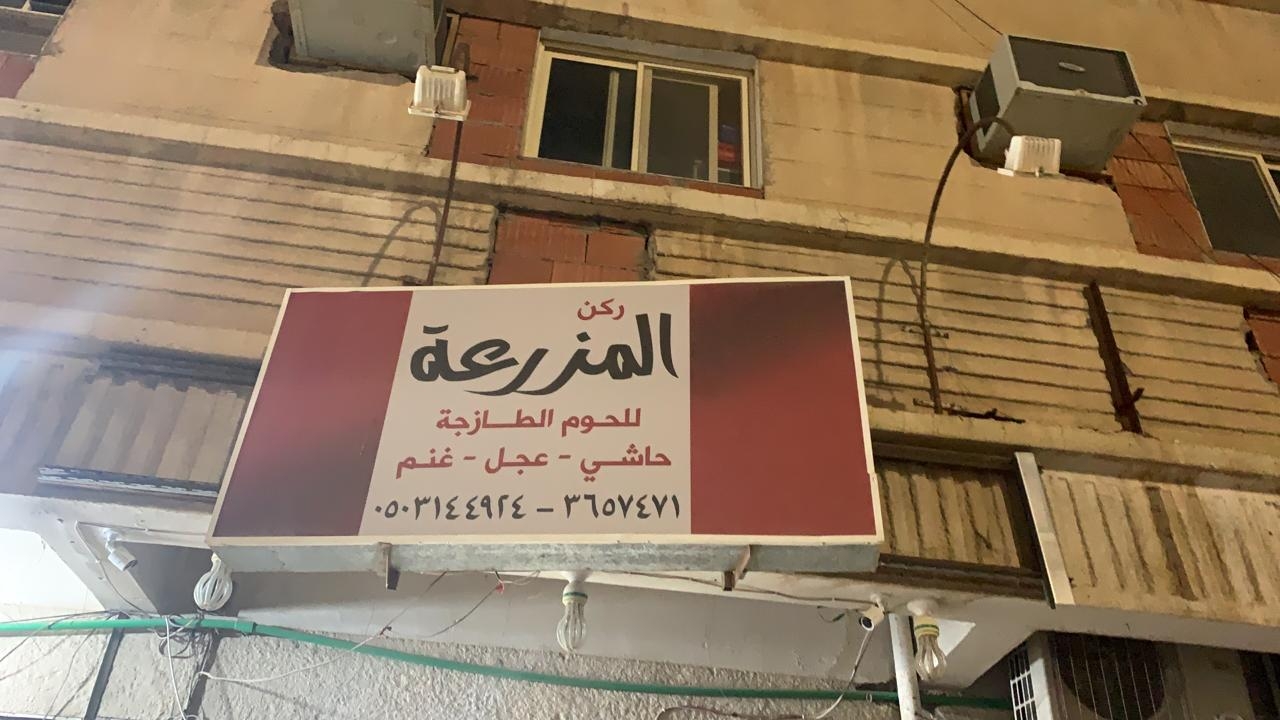 ركن
المزرعة
للحوم الطازجة
حاشي - عجل - غنم
٠٥٠٣١٤٤٩٢٤ - ٣٦٥٧٤٧١